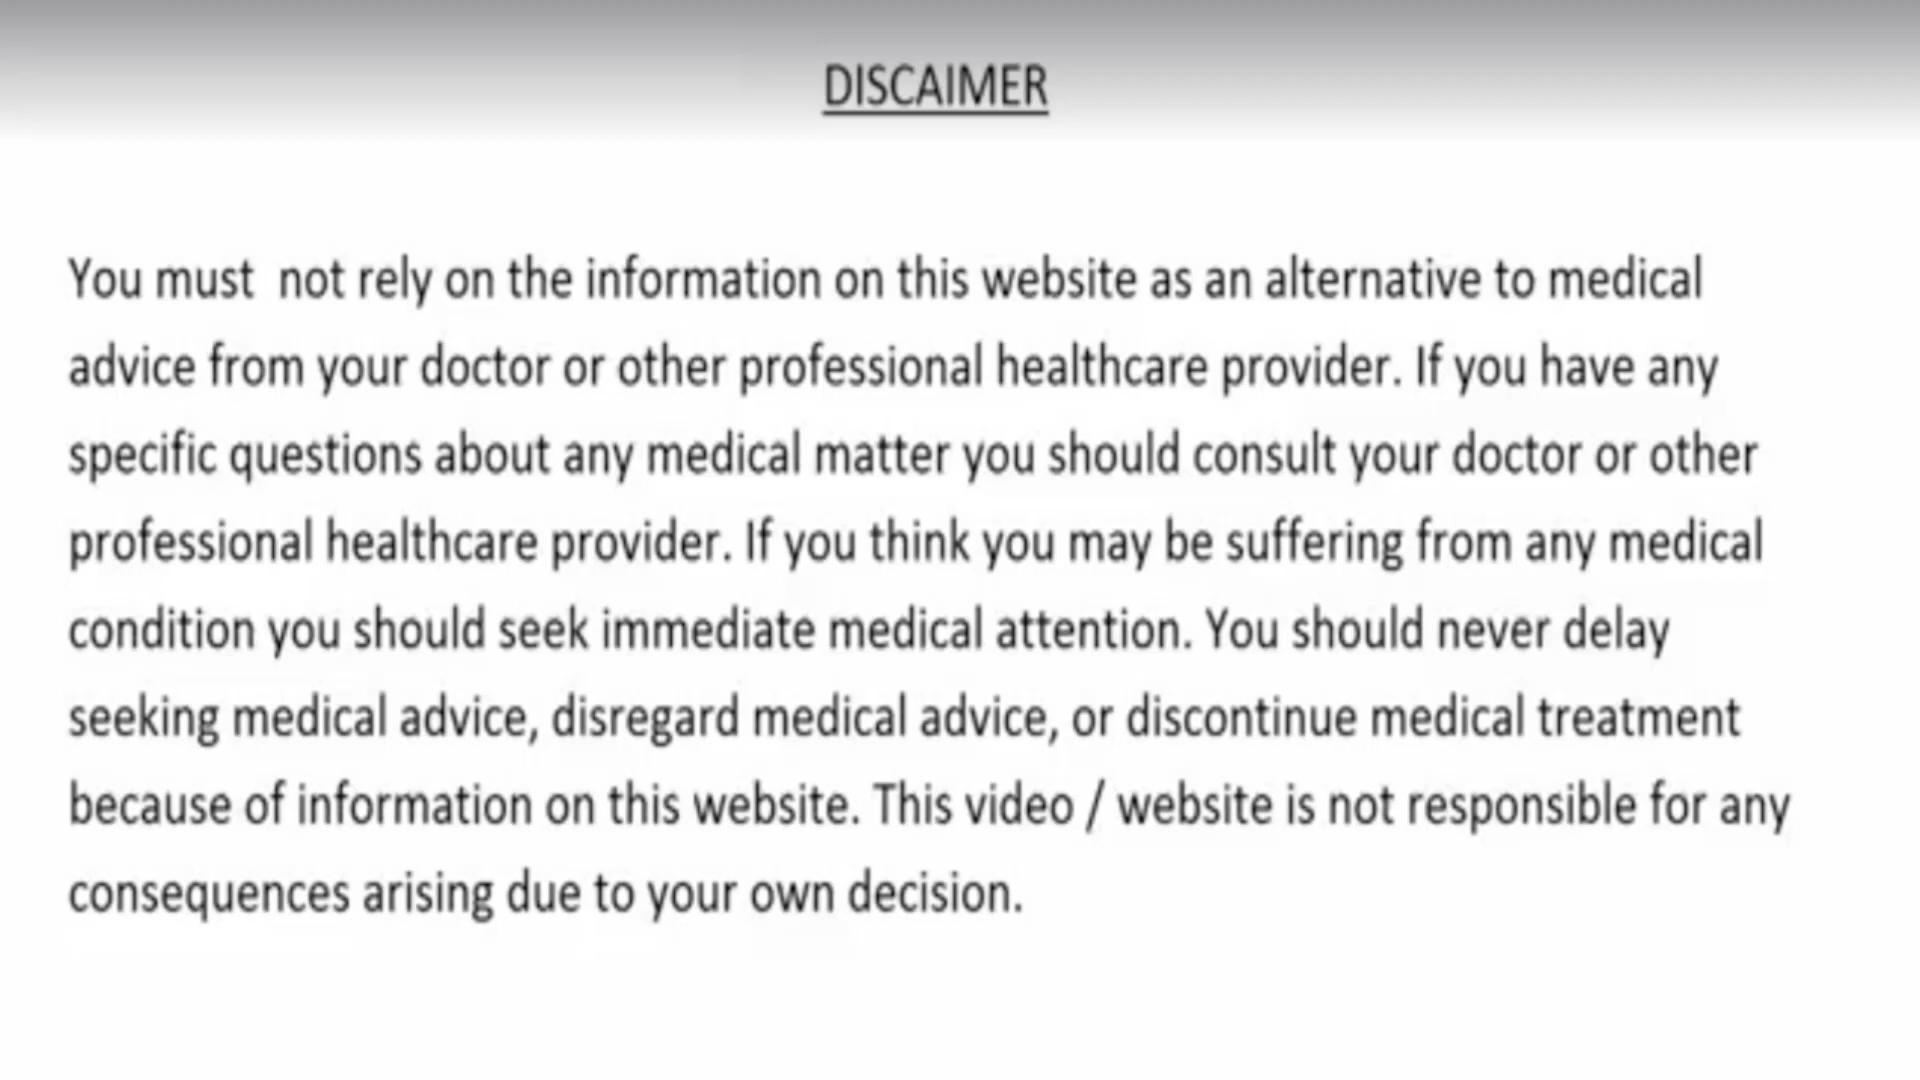 DISCAIMER
You must  not rely on the information on this website as an alternative to medical
advice from your doctor or other professional healthcare provider. If you have any
specific questions about any medical matter you should consult your doctor or other
professional healthcare provider. If you think you may be suffering from any medical
condition you should seek immediate medical attention. You should never delay
seeking medical advice, disregard medical advice, or discontinue medical treatment
because of information on this website. This video / website is not responsible for any
consequences arising due to your own decision.